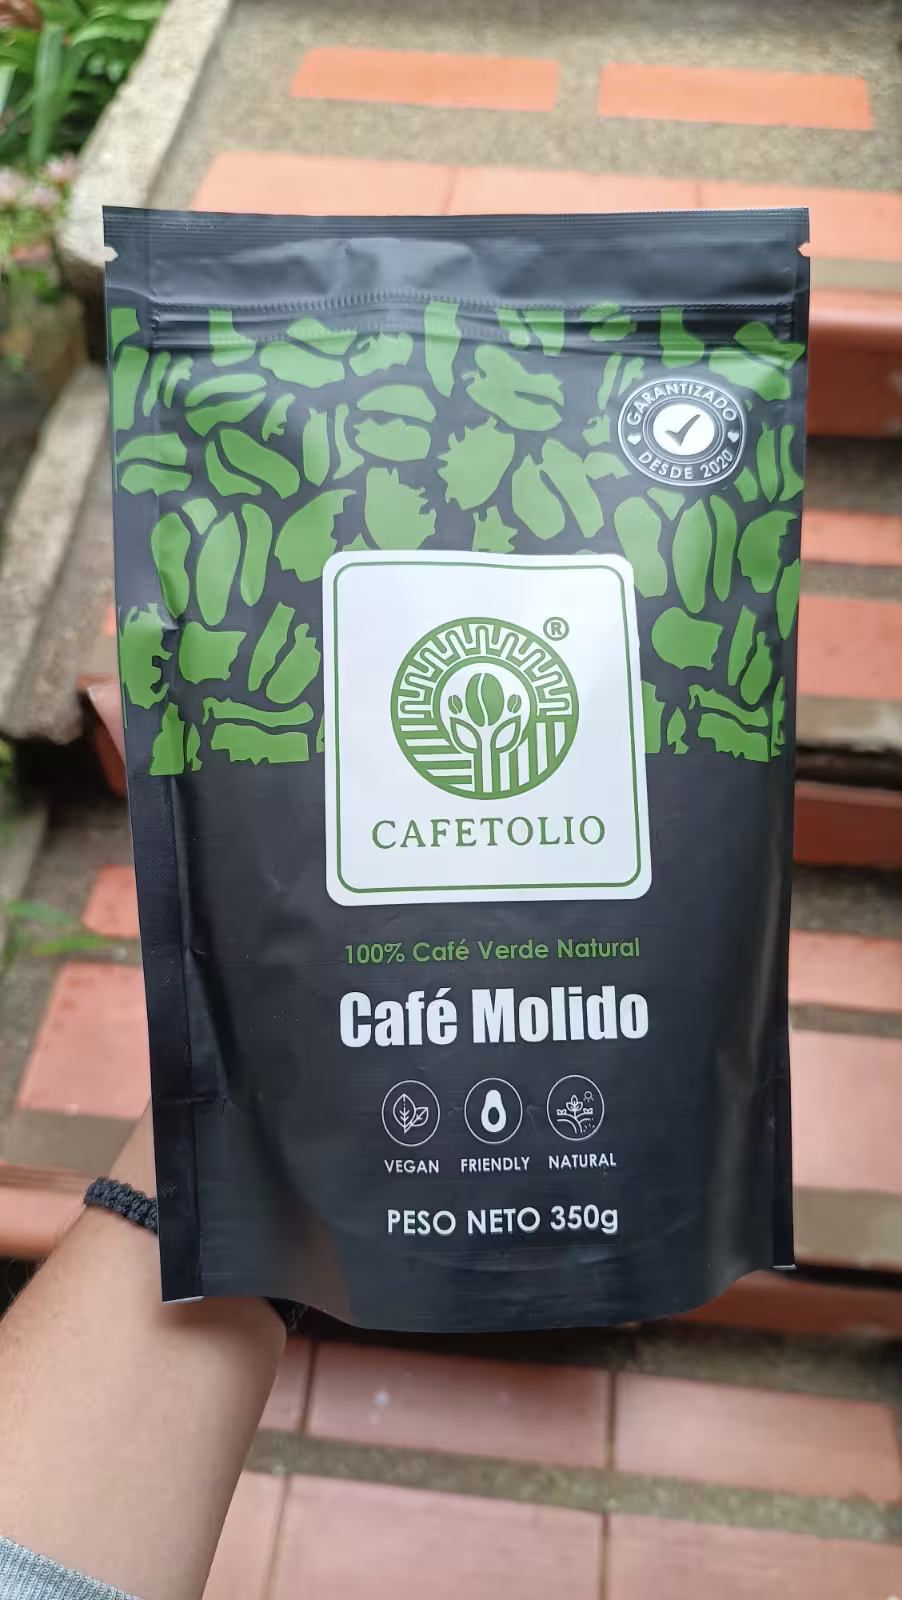 GARANTIZADO
DESDE 2020
®
CAFETOLIO
100% Café Verde Natural
Café Molido
VEGAN FRIENDLY NATURAL
PESO NETO 350g